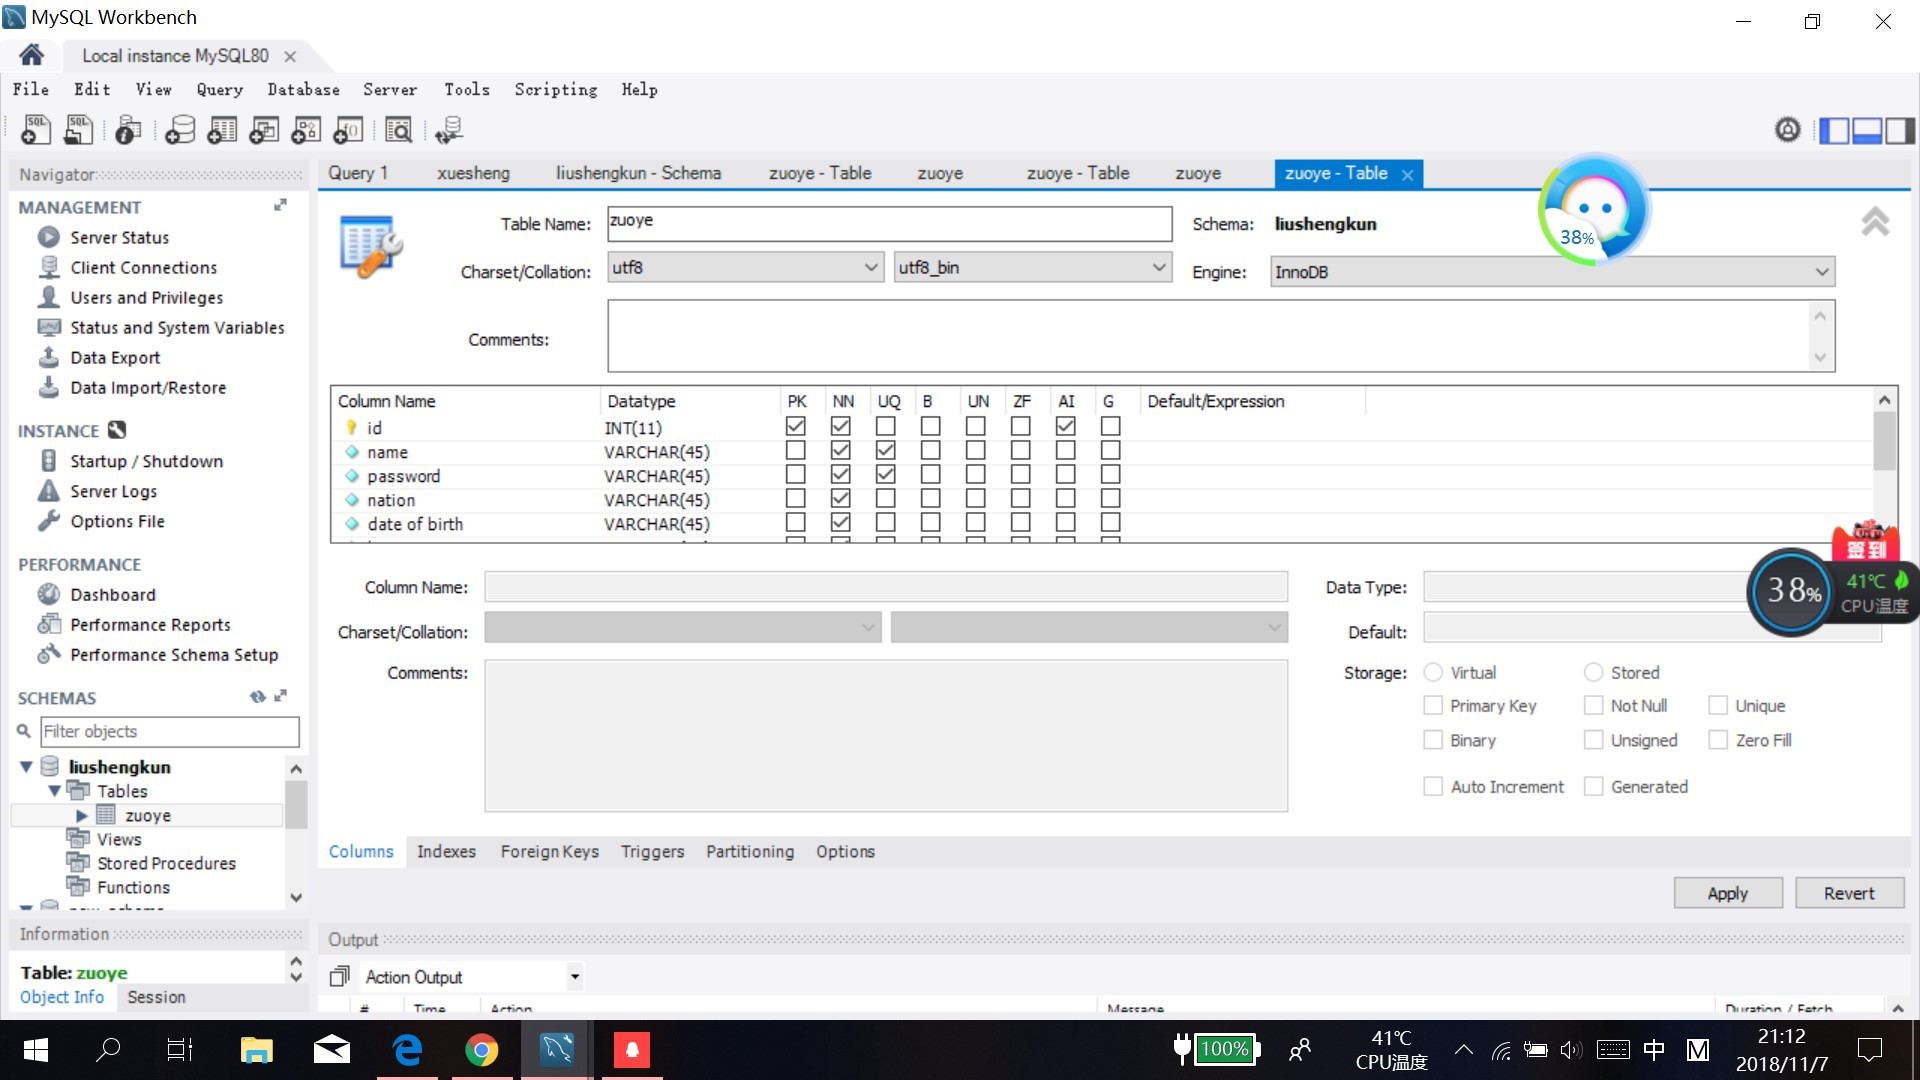 MySQL Workbench
Local instance MySQL80
File Edit View Query Database Server Tools Scripting Help
Navigator
MANAGEMENT
Server Status
Client Connections
Users and Privileges
Status and System Variables
Data Export
Data Import/Restore
INSTANCE
Startup / Shutdown
Server Logs
Options File
PERFORMANCE
Dashboard
Performance Reports
Performance Schema Setup
SCHEMAS
Filter objects
liushengkun
Tables
zuoye
Views
Stored Procedures
Functions
Information
Table: zuoye
Object Info Session
Query 1 xuesheng liushengkun - Schema zuoye - Table zuoye zuoye - Table zuoye zuoye - Table
38%
Table Name: zuoye Schema: liushengkun
Charset/Collation: utf8 utf8_bin Engine: InnoDB
Comments:
Column Name Datatype PK NN UQ B UN ZF AI G Default/Expression
id INT(11)
name VARCHAR(45)
password VARCHAR(45)
nation VARCHAR(45)
date of birth VARCHAR(45)
签到
38% 41℃
CPU温度
Column Name: Data Type:
Charset/Collation: Default:
Comments: Storage: Virtual Stored
Primary Key Not Null Unique
Binary Unsigned Zero Fill
Auto Increment Generated
Columns Indexes Foreign Keys Triggers Partitioning Options
Apply Revert
Output
Action Output
# Time Action Message Duration / Fetch
100% 41℃
CPU温度
中 M
21:12
2018/11/7